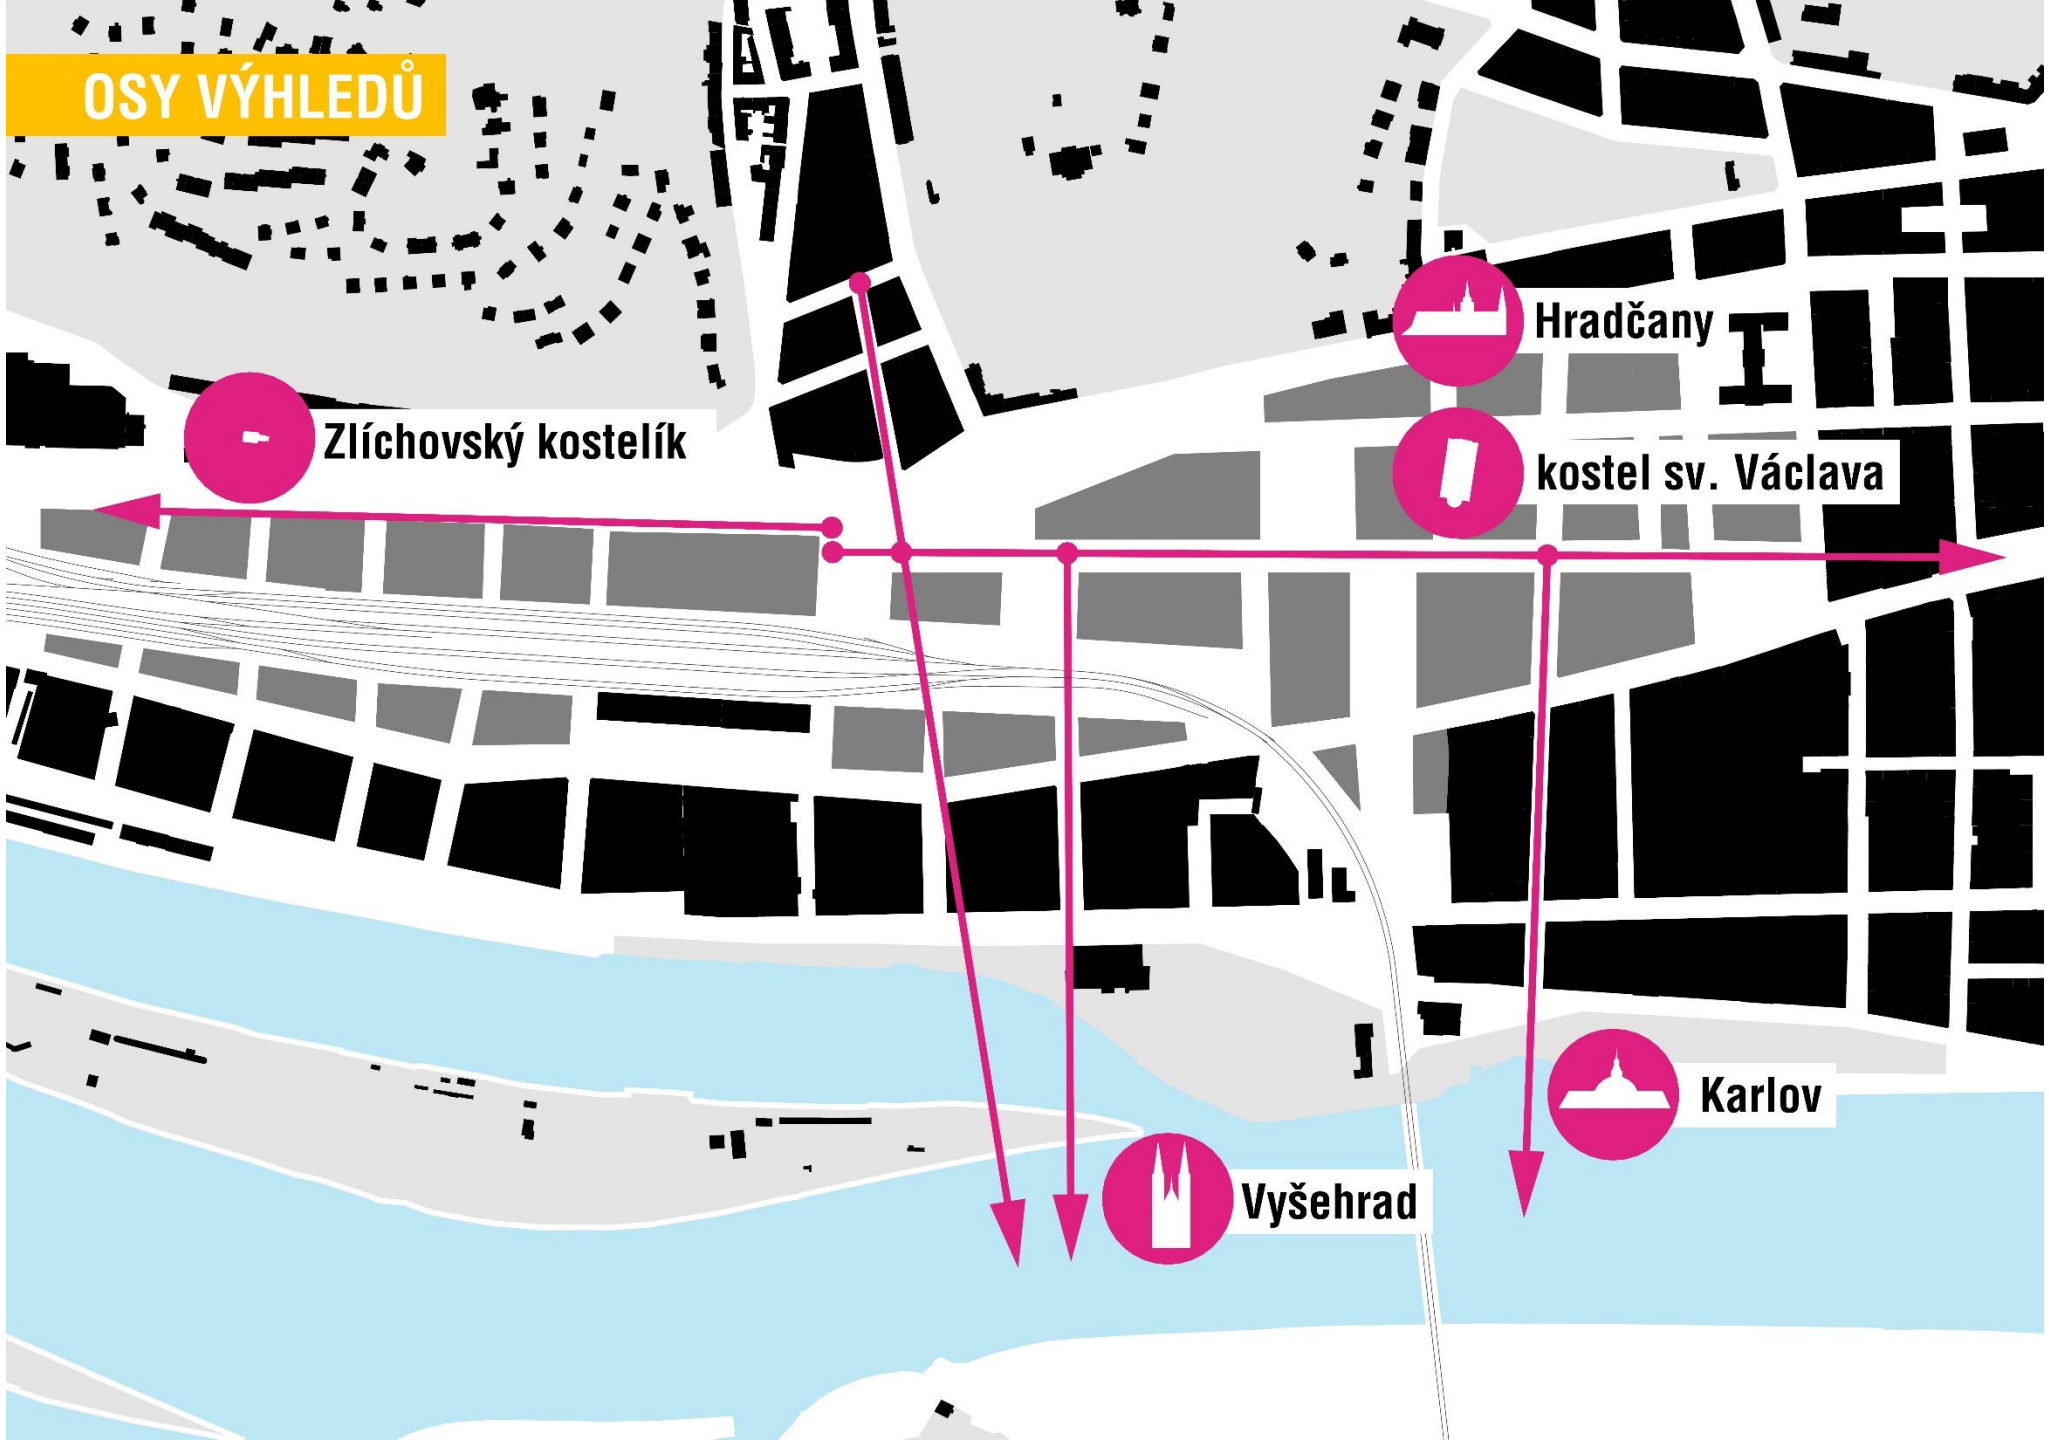 OSY VÝHLEDŮ
Hradčany
Zlíchovský kostelík
kostel sv. Václava
Karlov
Vyšehrad